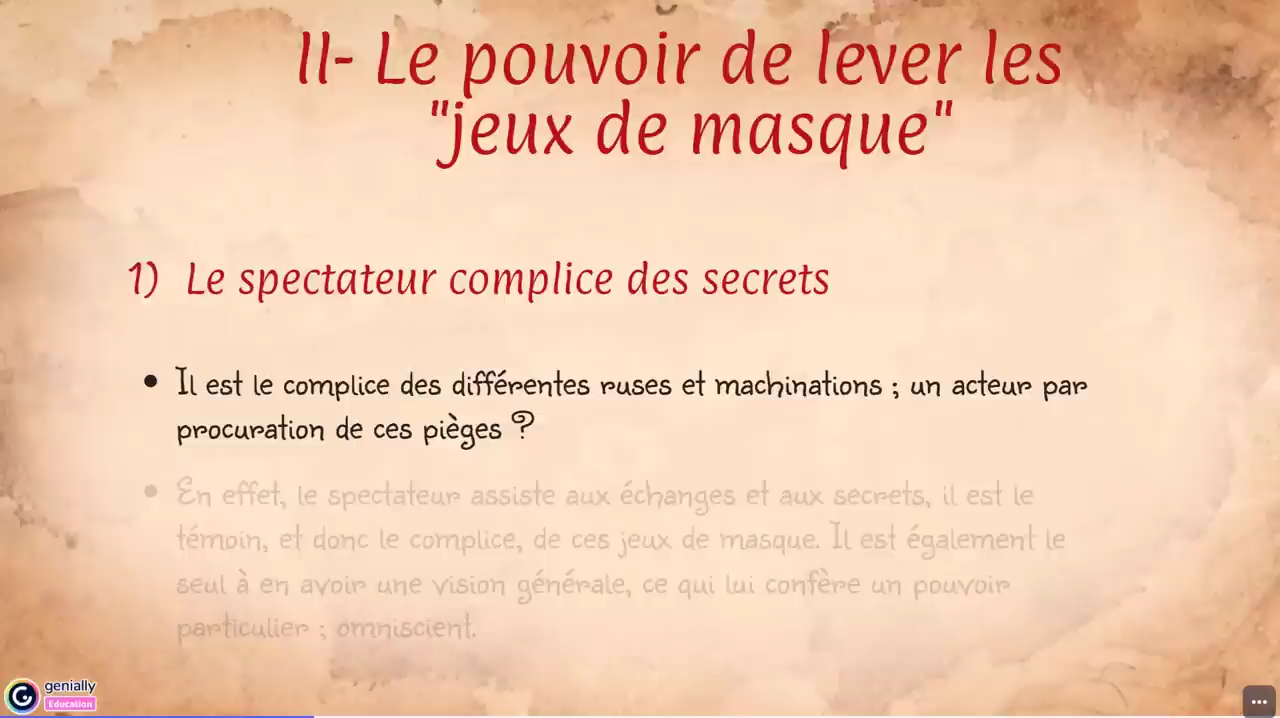 II- Le pouvoir de lever les
"jeux de masque"
1) Le spectateur complice des secrets
• Il est le complice des différentes ruses et machinations ; un acteur par
procuration de ces pièges ?
• En effet, le spectateur assiste aux échanges et aux secrets, il est le
témoin, et donc le complice, de ces jeux de masque. Il est également le
seul à en avoir une vision générale, ce qui lui confère un pouvoir
particulier ; omniscient.
genially
Education